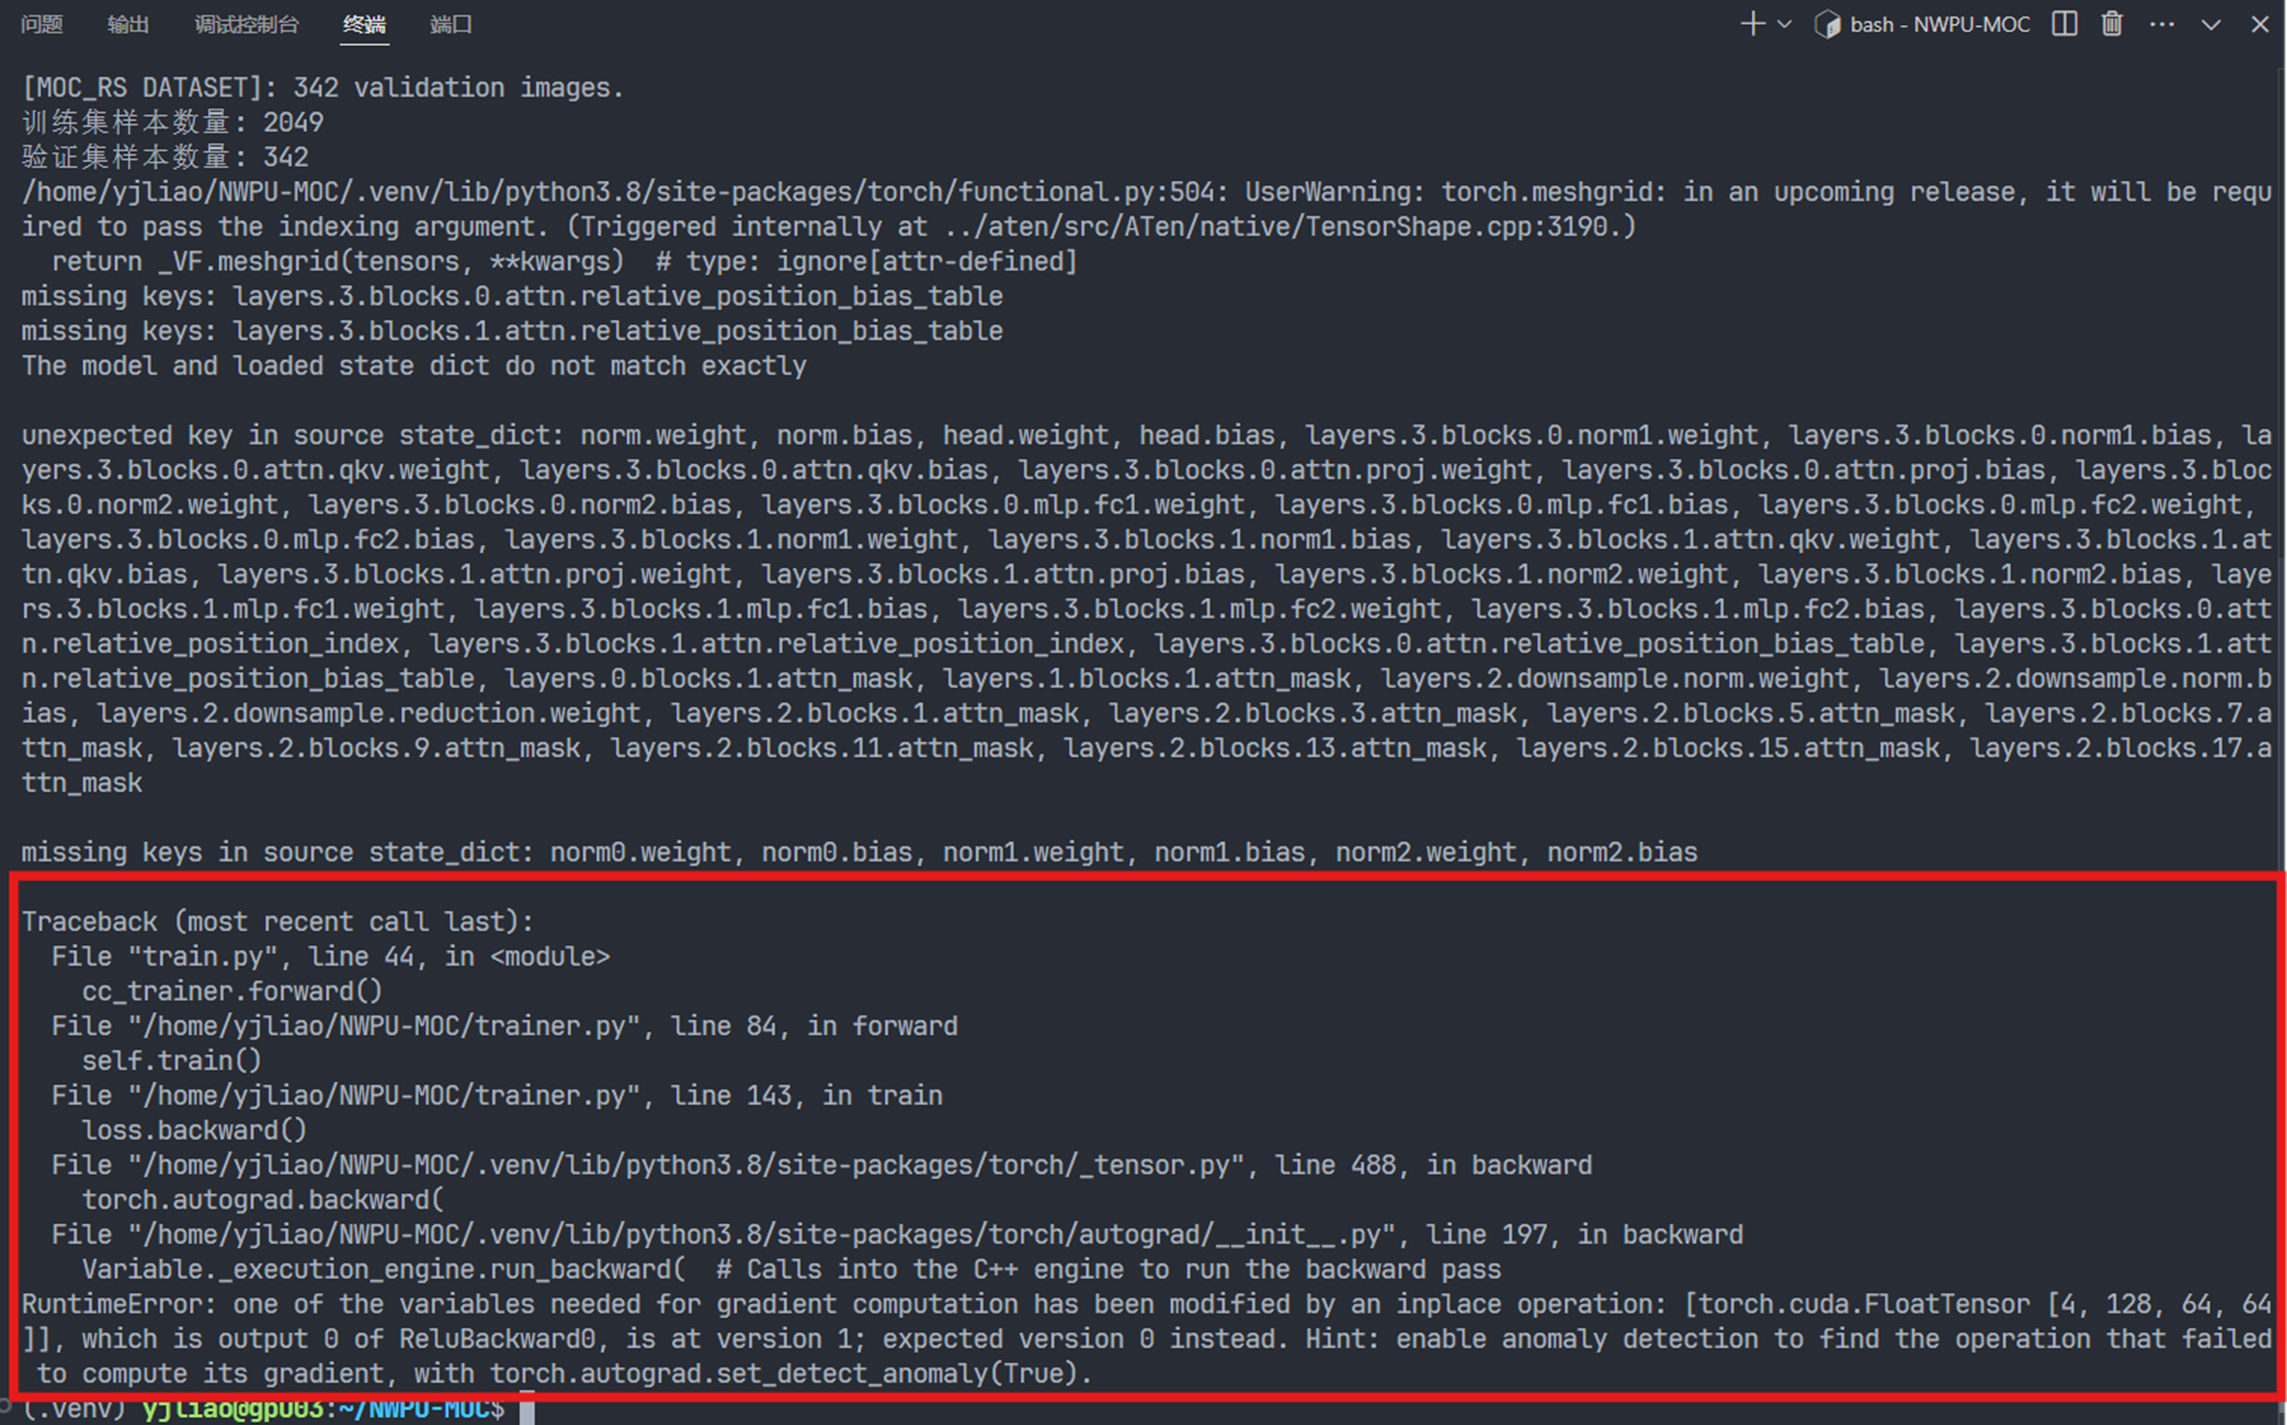 问题 输出 调试控制台 终端 端口 bash - NWPU-MOC
[MOC_RS DATASET]: 342 validation images.
训练集样本数量: 2049
验证集样本数量: 342
/home/yjliao/NWPU-MOC/.venv/lib/python3.8/site-packages/torch/functional.py:504: UserWarning: torch.meshgrid: in an upcoming release, it will be requ
ired to pass the indexing argument. (Triggered internally at ../aten/src/ATen/native/TensorShape.cpp:3190.)
  return _VF.meshgrid(tensors, **kwargs)  # type: ignore[attr-defined]
missing keys: layers.3.blocks.0.attn.relative_position_bias_table
missing keys: layers.3.blocks.1.attn.relative_position_bias_table
The model and loaded state dict do not match exactly
unexpected key in source state_dict: norm.weight, norm.bias, head.weight, head.bias, layers.3.blocks.0.norm1.weight, layers.3.blocks.0.norm1.bias, la
yers.3.blocks.0.attn.qkv.weight, layers.3.blocks.0.attn.qkv.bias, layers.3.blocks.0.attn.proj.weight, layers.3.blocks.0.attn.proj.bias, layers.3.bloc
ks.0.norm2.weight, layers.3.blocks.0.norm2.bias, layers.3.blocks.0.mlp.fc1.weight, layers.3.blocks.0.mlp.fc1.bias, layers.3.blocks.0.mlp.fc2.weight,
layers.3.blocks.0.mlp.fc2.bias, layers.3.blocks.1.norm1.weight, layers.3.blocks.1.norm1.bias, layers.3.blocks.1.attn.qkv.weight, layers.3.blocks.1.at
tn.qkv.bias, layers.3.blocks.1.attn.proj.weight, layers.3.blocks.1.attn.proj.bias, layers.3.blocks.1.norm2.weight, layers.3.blocks.1.norm2.bias, laye
rs.3.blocks.1.mlp.fc1.weight, layers.3.blocks.1.mlp.fc1.bias, layers.3.blocks.1.mlp.fc2.weight, layers.3.blocks.1.mlp.fc2.bias, layers.3.blocks.0.att
n.relative_position_index, layers.3.blocks.1.attn.relative_position_index, layers.3.blocks.0.attn.relative_position_bias_table, layers.3.blocks.1.att
n.relative_position_bias_table, layers.0.blocks.1.attn_mask, layers.1.blocks.1.attn_mask, layers.2.downsample.norm.weight, layers.2.downsample.norm.b
ias, layers.2.downsample.reduction.weight, layers.2.blocks.1.attn_mask, layers.2.blocks.3.attn_mask, layers.2.blocks.5.attn_mask, layers.2.blocks.7.a
ttn_mask, layers.2.blocks.9.attn_mask, layers.2.blocks.11.attn_mask, layers.2.blocks.13.attn_mask, layers.2.blocks.15.attn_mask, layers.2.blocks.17.a
ttn_mask
missing keys in source state_dict: norm0.weight, norm0.bias, norm1.weight, norm1.bias, norm2.weight, norm2.bias
Traceback (most recent call last):
  File "train.py", line 44, in <module>
    cc_trainer.forward()
  File "/home/yjliao/NWPU-MOC/trainer.py", line 84, in forward
    self.train()
  File "/home/yjliao/NWPU-MOC/trainer.py", line 143, in train
    loss.backward()
  File "/home/yjliao/NWPU-MOC/.venv/lib/python3.8/site-packages/torch/_tensor.py", line 488, in backward
    torch.autograd.backward(
  File "/home/yjliao/NWPU-MOC/.venv/lib/python3.8/site-packages/torch/autograd/__init__.py", line 197, in backward
    Variable._execution_engine.run_backward(  # Calls into the C++ engine to run the backward pass
RuntimeError: one of the variables needed for gradient computation has been modified by an inplace operation: [torch.cuda.FloatTensor [4, 128, 64, 64
]], which is output 0 of ReluBackward0, is at version 1; expected version 0 instead. Hint: enable anomaly detection to find the operation that failed
 to compute its gradient, with torch.autograd.set_detect_anomaly(True).
(.venv) yjliao@gpu03:~/NWPU-MOC$